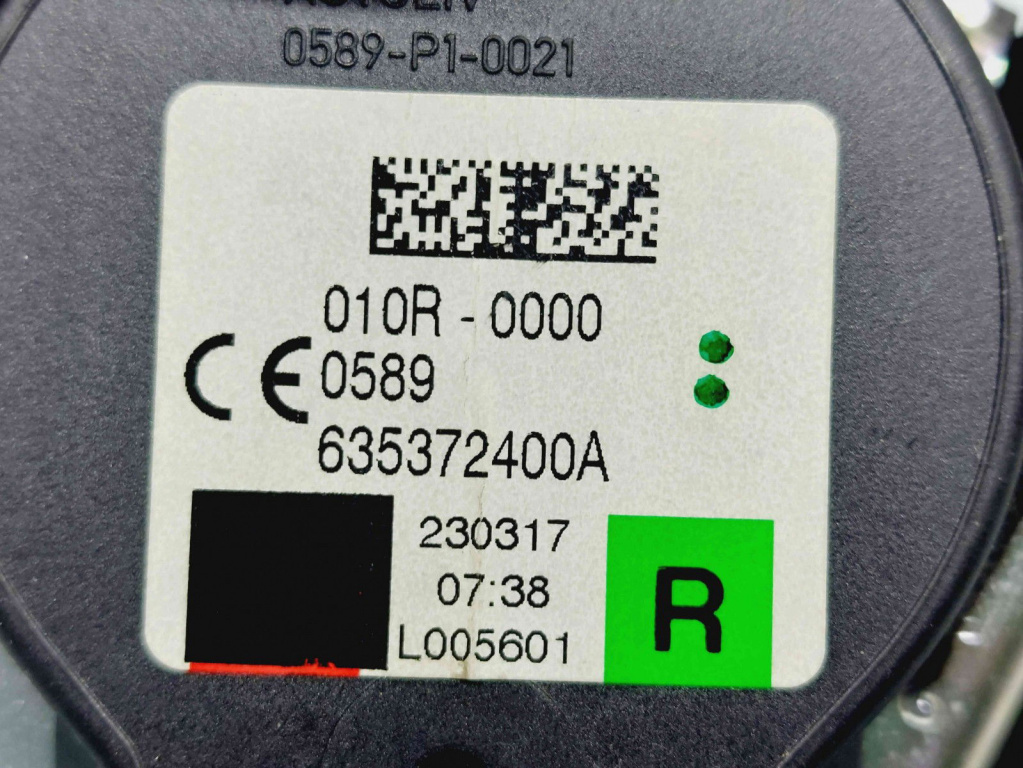 0589-P1-0021
010R - 0000
CE 0589
635372400A
230317
07:38
L005601
R